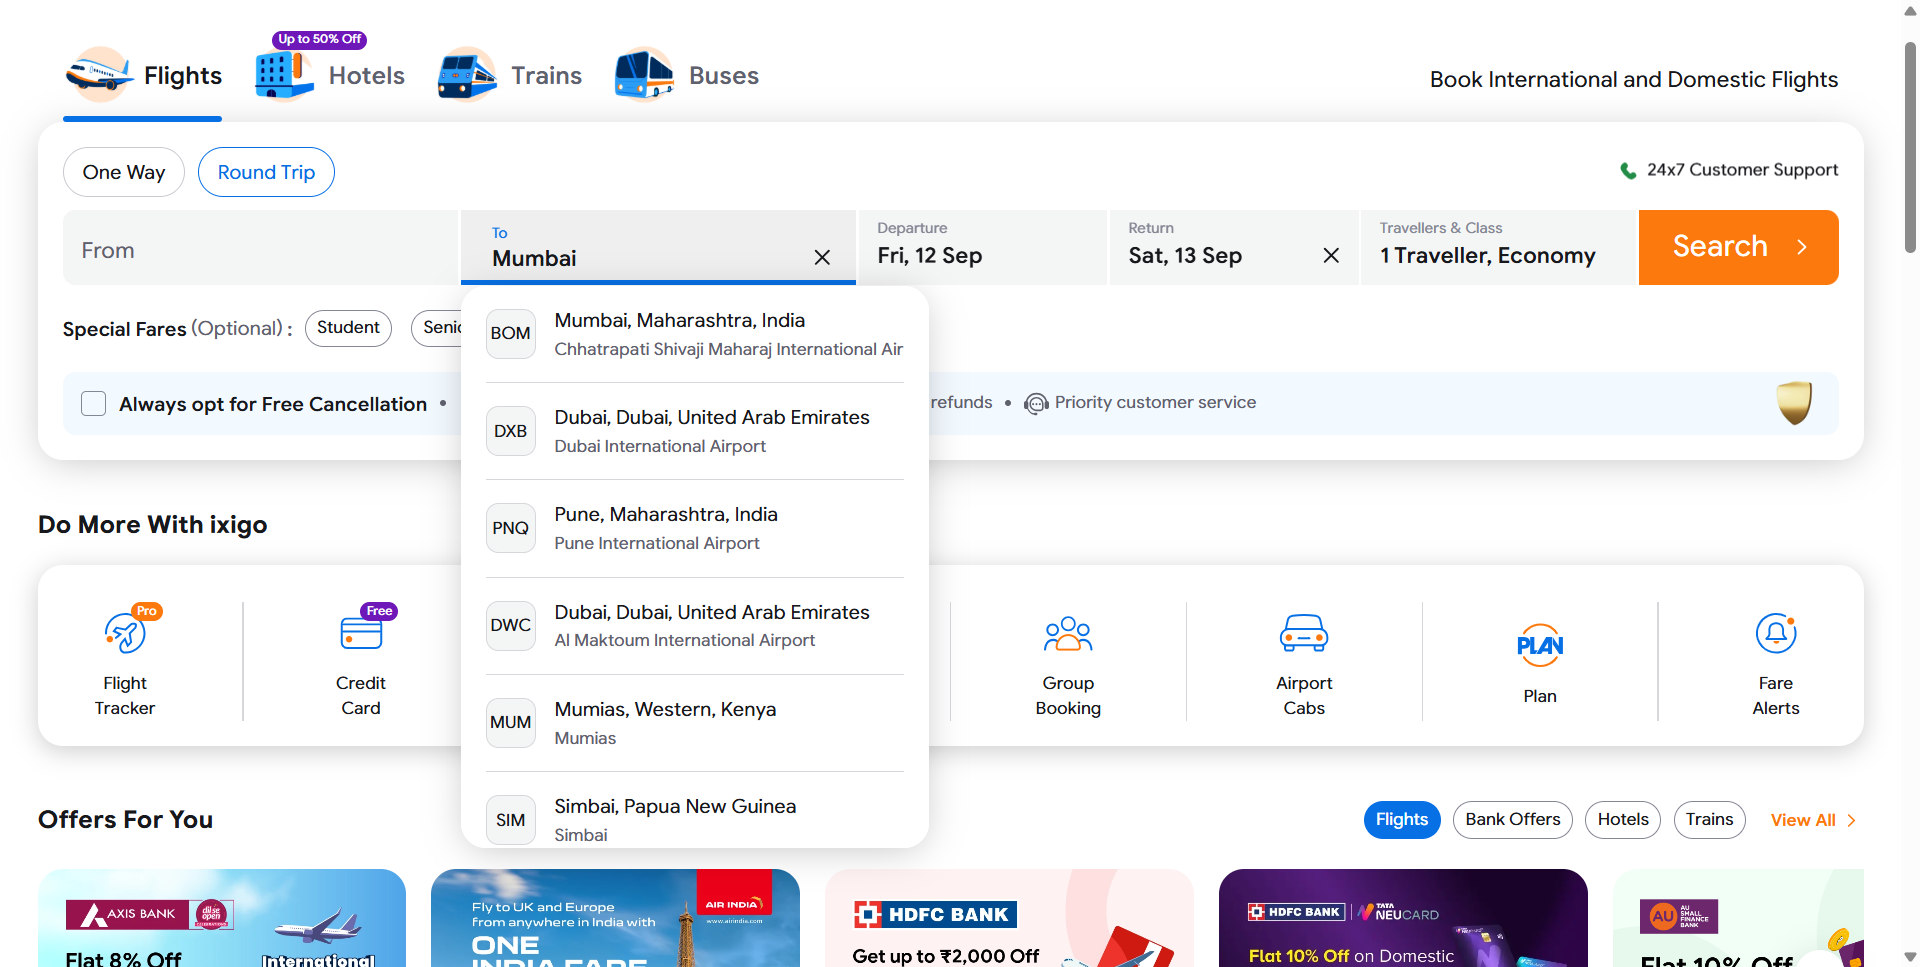 Up to 50% Off
Flights
Hotels
Trains
Buses
Book International and Domestic Flights
One Way
Round Trip
24x7 Customer Support
From
To
Mumbai
Departure
Fri, 12 Sep
Return
Sat, 13 Sep
Travellers & Class
1 Traveller, Economy
Search
Special Fares (Optional) :
Student
Senic
BOM
Mumbai, Maharashtra, India
Chhatrapati Shivaji Maharaj International Air
Always opt for Free Cancellation •
refunds • Priority customer service
DXB
Dubai, Dubai, United Arab Emirates
Dubai International Airport
PNQ
Pune, Maharashtra, India
Pune International Airport
DWC
Dubai, Dubai, United Arab Emirates
Al Maktoum International Airport
MUM
Mumias, Western, Kenya
Mumias
SIM
Simbai, Papua New Guinea
Simbai
Do More With ixigo
Pro
Flight
Tracker
Free
Credit
Card
Group
Booking
Airport
Cabs
PLAN
Plan
Fare
Alerts
Offers For You
Flights
Bank Offers
Hotels
Trains
View All
AXIS BANK
dil se
open
Flat 8% Off
International
Fly to UK and Europe
from anywhere in India with
ONE
INDIA FARE
AIR INDIA
www.airindia.com
HDFC BANK
Get up to ₹2,000 Off
HDFC BANK
TATA
NEUCARD
Flat 10% Off on Domestic
AU
AU
SMALL
FINANCE
BANK
Flat 10% Off